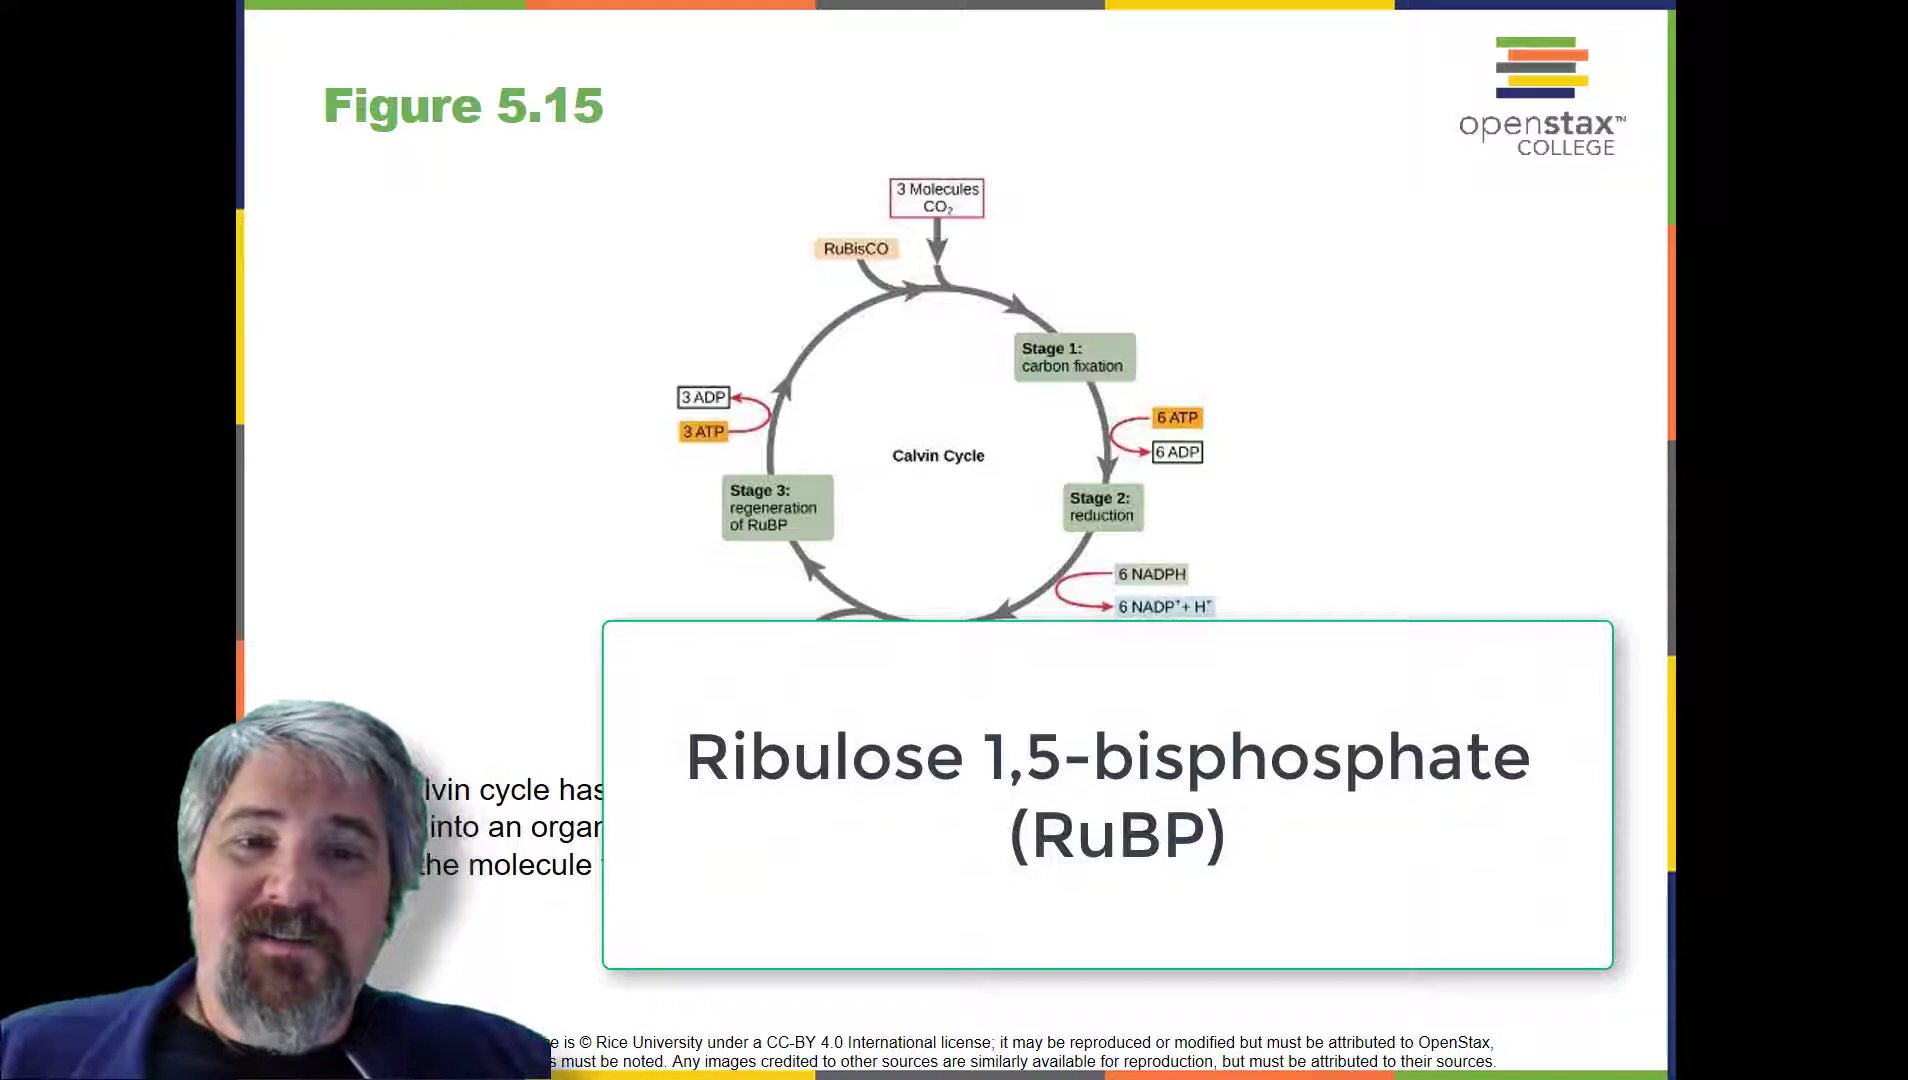 Figure 5.15
openstax™
COLLEGE
3 Molecules
CO₂
RuBisCO
Stage 1:
carbon fixation
3 ADP
3 ATP
6 ATP
6 ADP
Calvin Cycle
Stage 3:
regeneration
of RuBP
Stage 2:
reduction
6 NADPH
6 NADP⁺ + H⁺
Ribulose 1,5-bisphosphate
(RuBP)
lvin cycle has
into an organ
the molecule
e is © Rice University under a CC-BY 4.0 International license; it may be reproduced or modified but must be attributed to OpenStax,
s must be noted. Any images credited to other sources are similarly available for reproduction, but must be attributed to their sources.